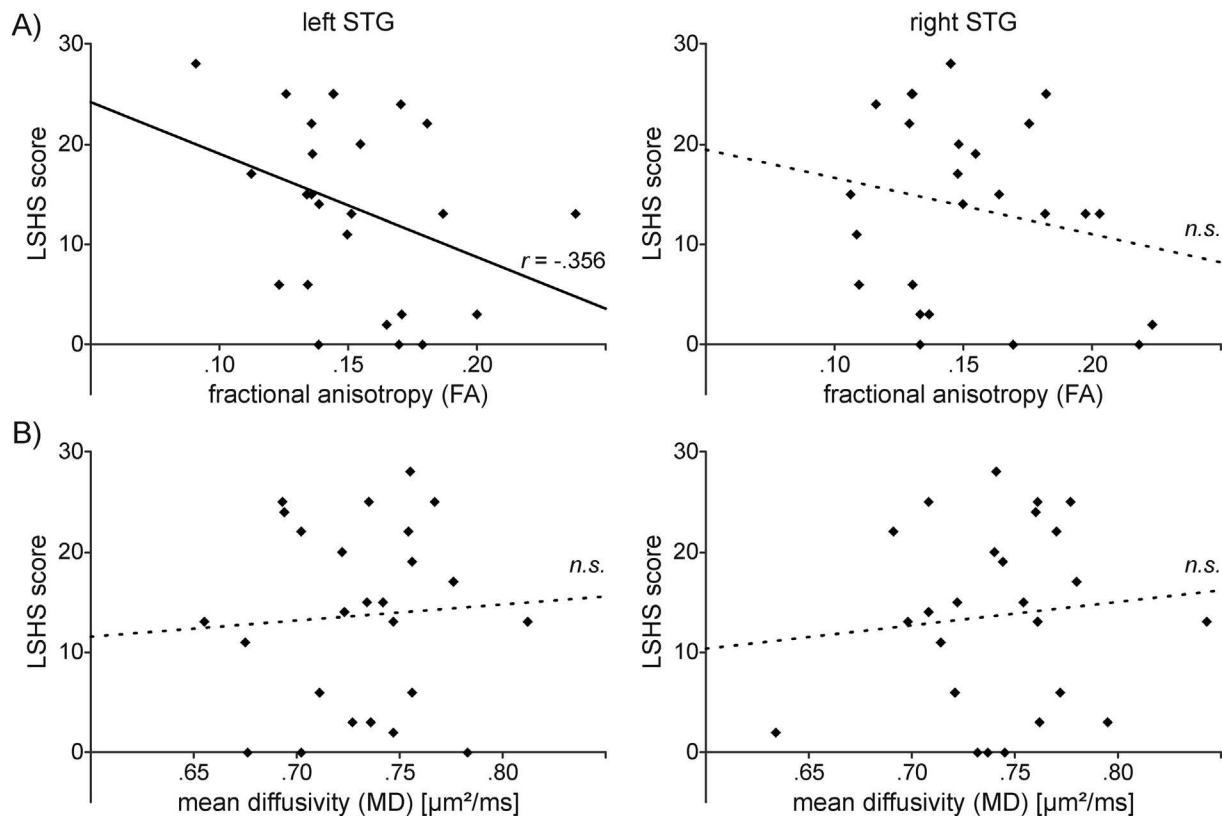 A)
left STG
right STG
30
20
10
0
LSHS score
r = -.356
.10 .15 .20
fractional anisotropy (FA)
30
20
10
0
LSHS score
n.s.
.10 .15 .20
fractional anisotropy (FA)
B)
30
20
10
0
LSHS score
n.s.
.65 .70 .75 .80
mean diffusivity (MD) [µm²/ms]
30
20
10
0
LSHS score
n.s.
.65 .70 .75 .80
mean diffusivity (MD) [µm²/ms]